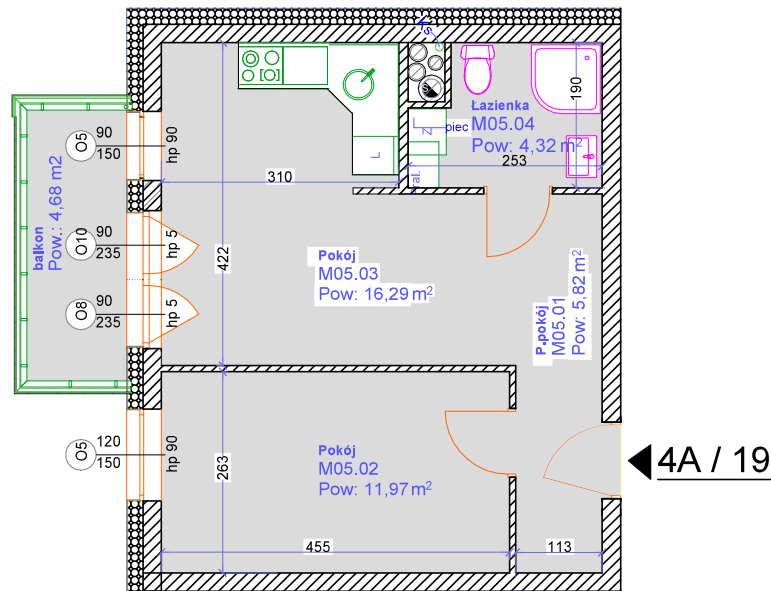 Ns
Łazienka
M05.04
Pow: 4,32 m2
piec
Z
L
ral.
190
253
310
422
O5
90
150
hp 90
balkon
Pow.: 4,68 m2
O10
90
235
hp 5
O8
90
235
hp 5
Pokój
M05.03
Pow: 16,29 m2
P.pokój
M05.01
Pow: 5,82 m2
O5
120
150
hp 90
Pokój
M05.02
Pow: 11,97 m2
263
455
113
4A / 19